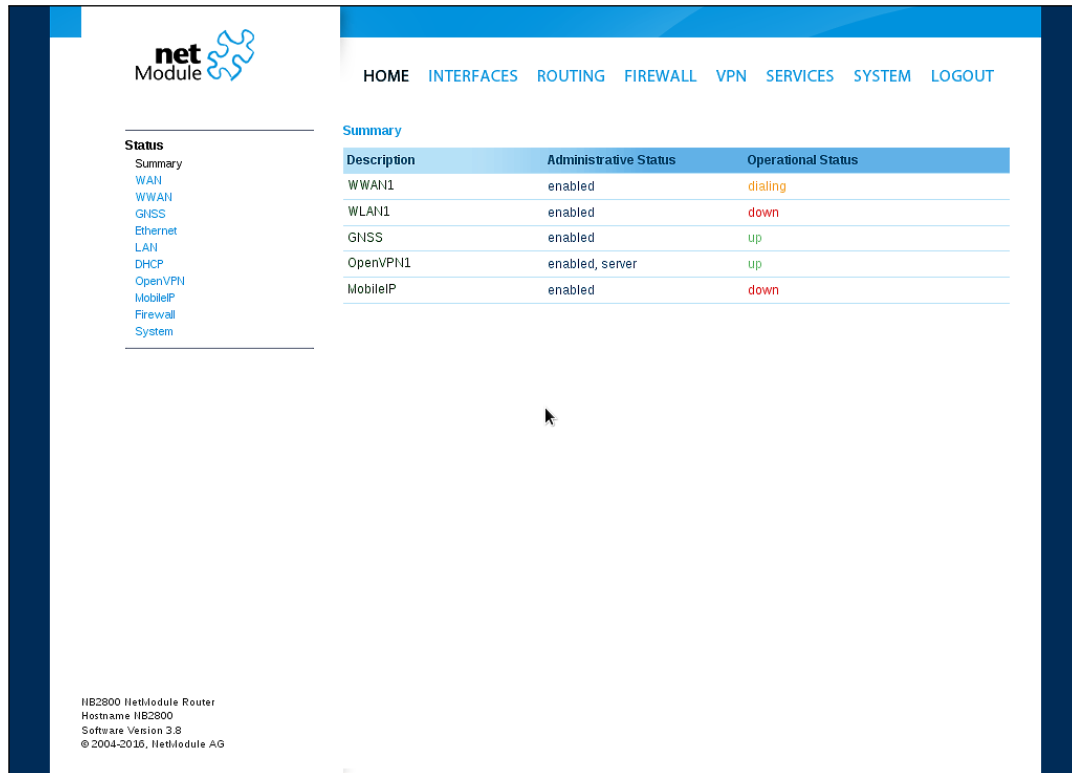 net
Module
HOME INTERFACES ROUTING FIREWALL VPN SERVICES SYSTEM LOGOUT
Status
Summary
WAN
WWAN
GNSS
Ethernet
LAN
DHCP
OpenVPN
MobileIP
Firewall
System
Summary
Description Administrative Status Operational Status
WWAN1 enabled dialing
WLAN1 enabled down
GNSS enabled up
OpenVPN1 enabled, server up
MobileIP enabled down
NB2800 NetModule Router
Hostname NB2800
Software Version 3.8
© 2004-2016, NetModule AG